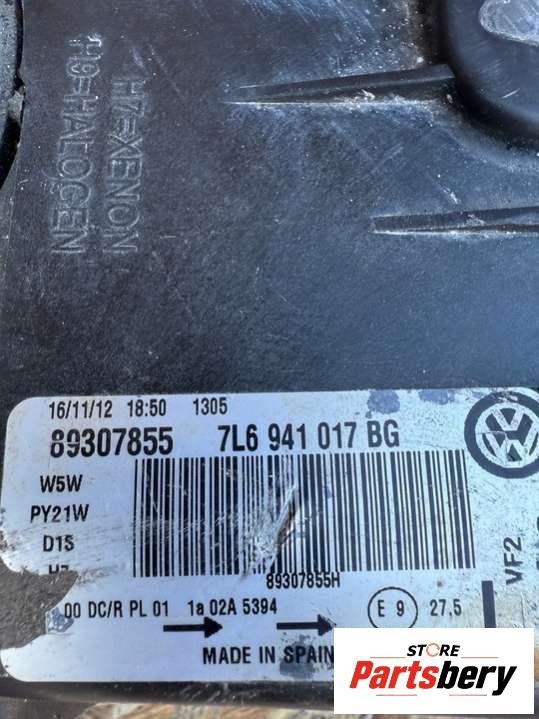 H7=XENON
H9=HALOGEN
16/11/12 18:50 1305
89307855 7L6 941 017 BG
W5W
PY21W
D1S
H7
89307855H
00 DC/R PL 01 1a 02A 5394
E 9 27,5
VF2
MADE IN SPAIN
STORE
Partsbery